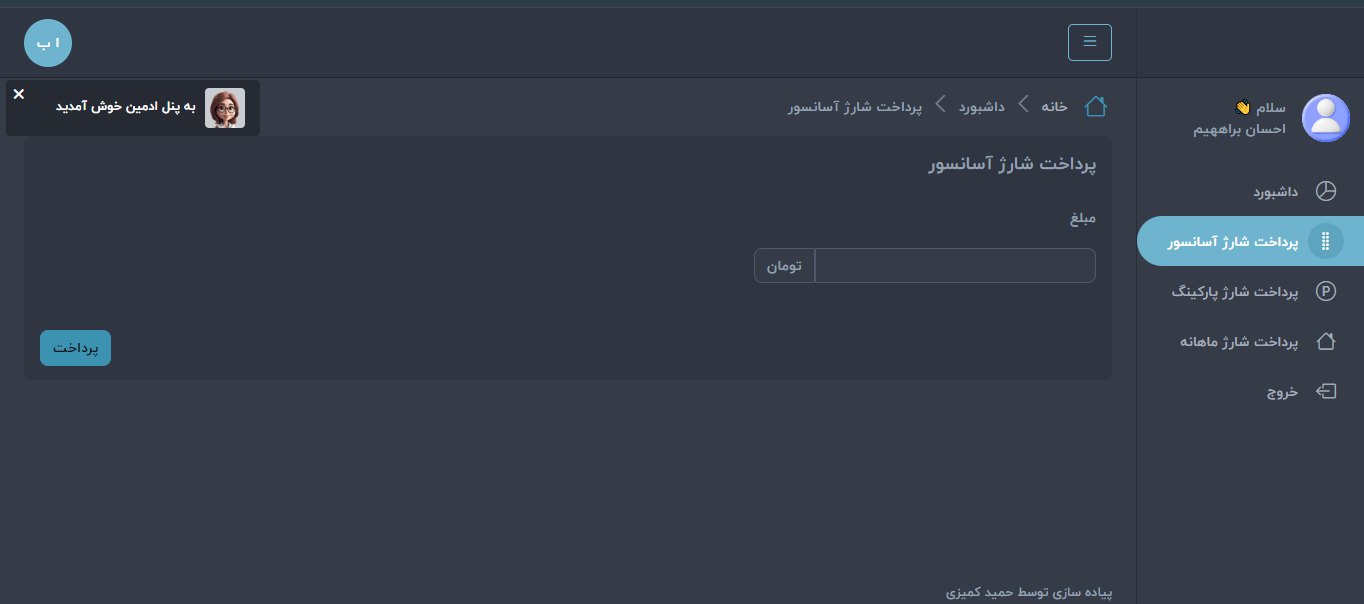 ا ب
به پنل ادمین خوش آمدید
سلام 👋
احسان براههیم
داشبورد
پرداخت شارژ آسانسور
پرداخت شارژ پارکینگ
پرداخت شارژ ماهانه
خروج
خانه
داشبورد
پرداخت شارژ آسانسور
پرداخت شارژ آسانسور
مبلغ
تومان
پرداخت
پیاده سازی توسط حمید کمیزی